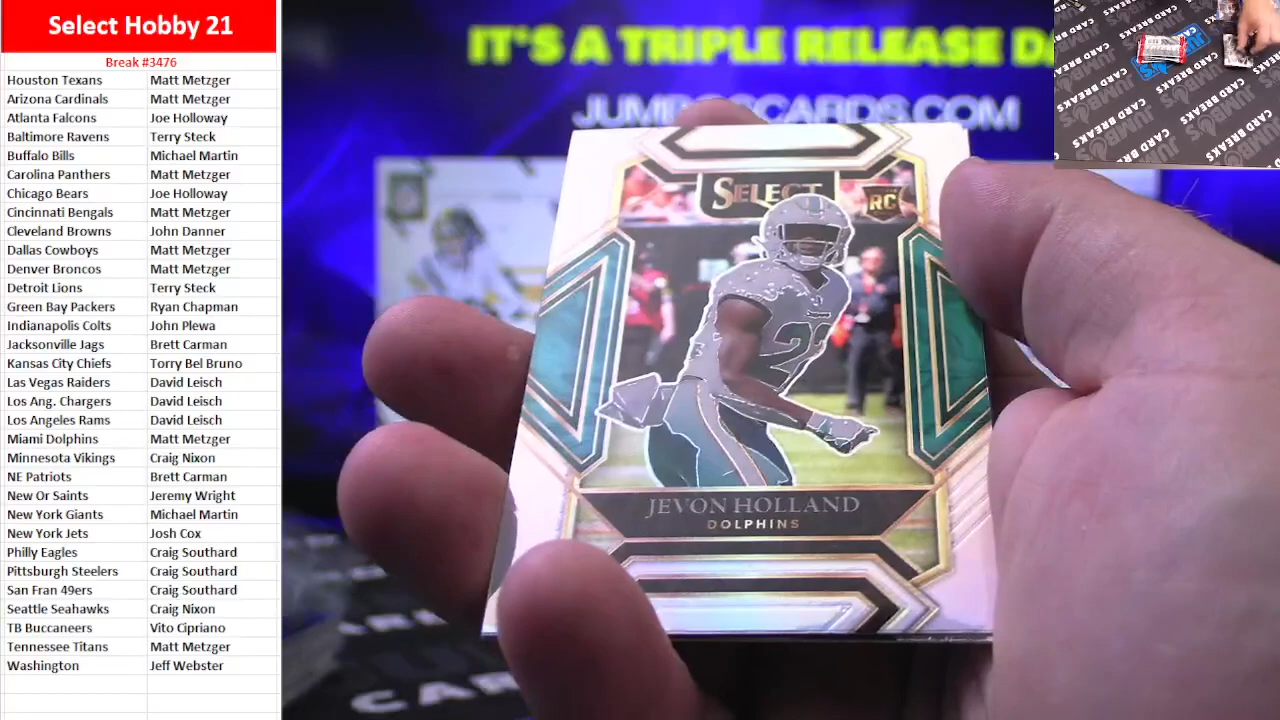 Select Hobby 21
Break #3476
Houston Texans Matt Metzger
Arizona Cardinals Matt Metzger
Atlanta Falcons Joe Holloway
Baltimore Ravens Terry Steck
Buffalo Bills Michael Martin
Carolina Panthers Matt Metzger
Chicago Bears Joe Holloway
Cincinnati Bengals Matt Metzger
Cleveland Browns John Danner
Dallas Cowboys Matt Metzger
Denver Broncos Matt Metzger
Detroit Lions Terry Steck
Green Bay Packers Ryan Chapman
Indianapolis Colts John Plewa
Jacksonville Jags Brett Carman
Kansas City Chiefs Torry Bel Bruno
Las Vegas Raiders David Leisch
Los Ang. Chargers David Leisch
Los Angeles Rams David Leisch
Miami Dolphins Matt Metzger
Minnesota Vikings Craig Nixon
NE Patriots Brett Carman
New Or Saints Jeremy Wright
New York Giants Michael Martin
New York Jets Josh Cox
Philly Eagles Craig Southard
Pittsburgh Steelers Craig Southard
San Fran 49ers Craig Southard
Seattle Seahawks Craig Nixon
TB Buccaneers Vito Cipriano
Tennessee Titans Matt Metzger
Washington Jeff Webster
IT'S A TRIPLE RELEASE
CARDS.COM
SELECT
RC
JEVON HOLLAND
DOLPHINS
JUMBO'S
CARD BREAKS